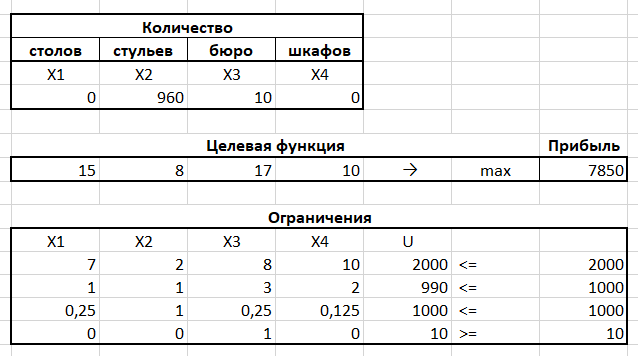 Количество
столов стульев бюро шкафов
X1 X2 X3 X4
0 960 10 0
Целевая функция Прибыль
15 8 17 10 → max 7850
Ограничения
X1 X2 X3 X4 U
7 2 8 10 2000 <= 2000
1 1 3 2 990 <= 1000
0,25 1 0,25 0,125 1000 <= 1000
0 0 1 0 10 >= 10